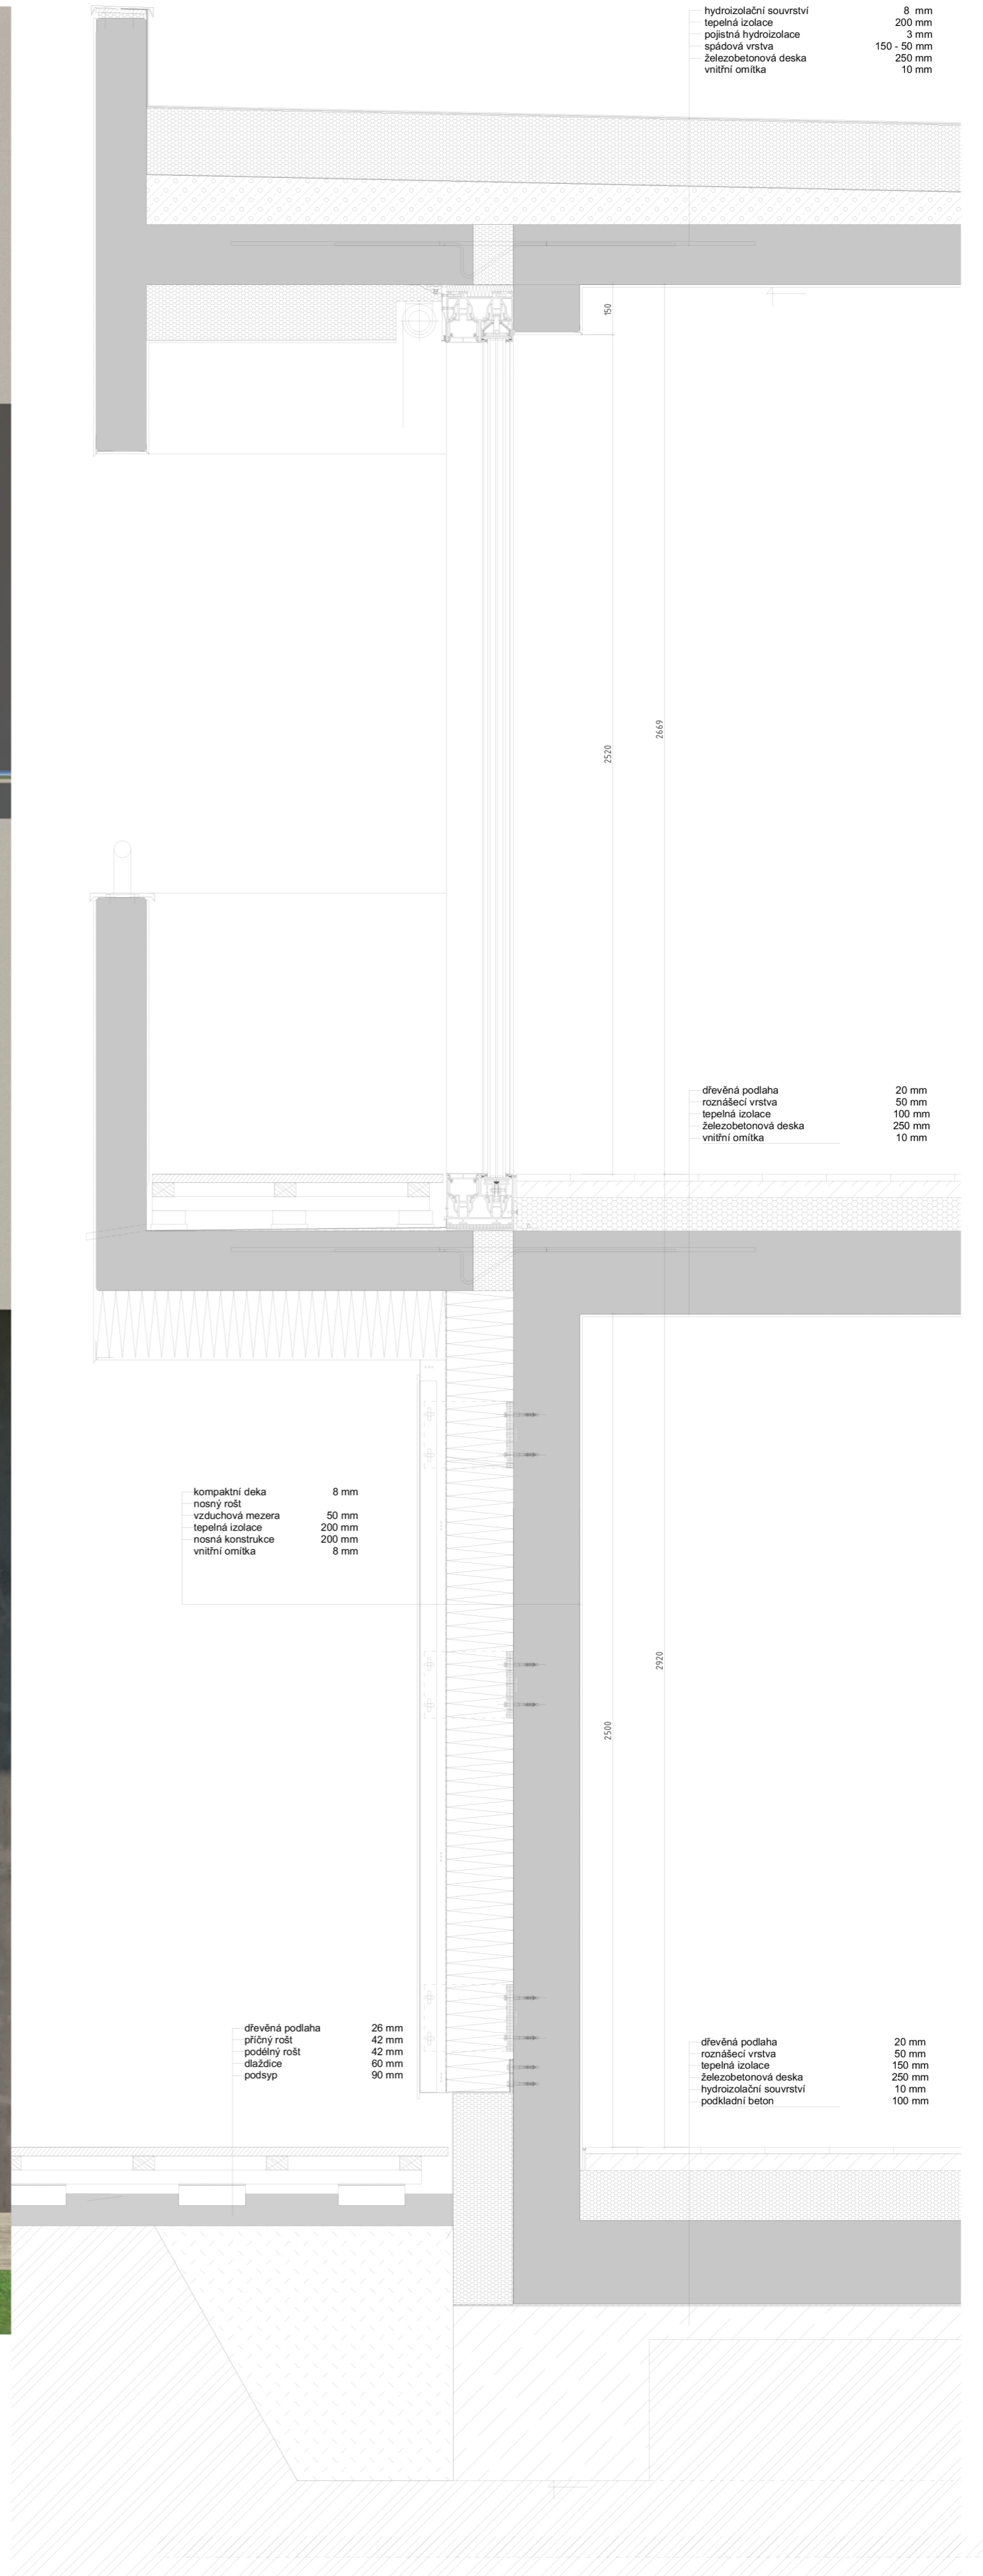 hydroizolační souvrství 8 mm
tepelná izolace 200 mm
pojistná hydroizolace 3 mm
spádová vrstva 150 - 50 mm
železobetonová deska 250 mm
vnitřní omítka 10 mm
150
2669
2520
dřevěná podlaha 20 mm
roznášecí vrstva 50 mm
tepelná izolace 100 mm
železobetonová deska 250 mm
vnitřní omítka 10 mm
kompaktní deka 8 mm
nosný rošt
vzduchová mezera 50 mm
tepelná izolace 200 mm
nosná konstrukce 200 mm
vnitřní omítka 8 mm
2920
2500
dřevěná podlaha 26 mm
příčný rošt 42 mm
podélný rošt 42 mm
dlaždice 60 mm
podsyp 90 mm
dřevěná podlaha 20 mm
roznášecí vrstva 50 mm
tepelná izolace 150 mm
železobetonová deska 250 mm
hydroizolační souvrství 10 mm
podkladní beton 100 mm